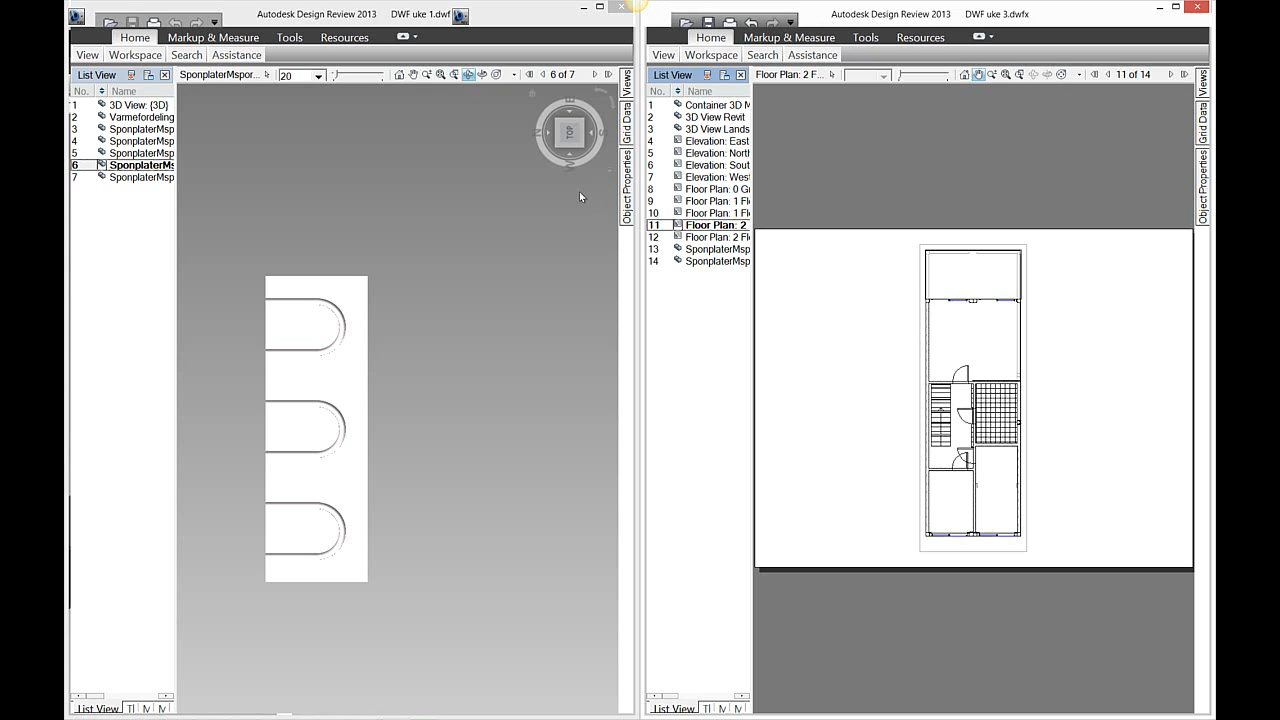 Autodesk Design Review 2013 DWF uke 1.dwf
Home Markup & Measure Tools Resources
View Workspace Search Assistance
List View SponplaterMspor... 20 6 of 7
No. Name
1 3D View: {3D}
2 Varmefordeling
3 SponplaterMsp
4 SponplaterMsp
5 SponplaterMsp
6 SponplaterMs
7 SponplaterMsp
TOP
Views
Grid Data
Object Properties
List View Tl M M
Autodesk Design Review 2013 DWF uke 3.dwfx
Home Markup & Measure Tools Resources
View Workspace Search Assistance
List View Floor Plan: 2 F... 11 of 14
No. Name
1 Container 3D M
2 3D View Revit
3 3D View Lands
4 Elevation: East
5 Elevation: North
6 Elevation: Sout
7 Elevation: West
8 Floor Plan: 0 Gr
9 Floor Plan: 1 Fl
10 Floor Plan: 1 Fl
11 Floor Plan: 2
12 Floor Plan: 2 Fl
13 SponplaterMsp
14 SponplaterMsp
Views
Grid Data
Object Properties
List View Tl M M